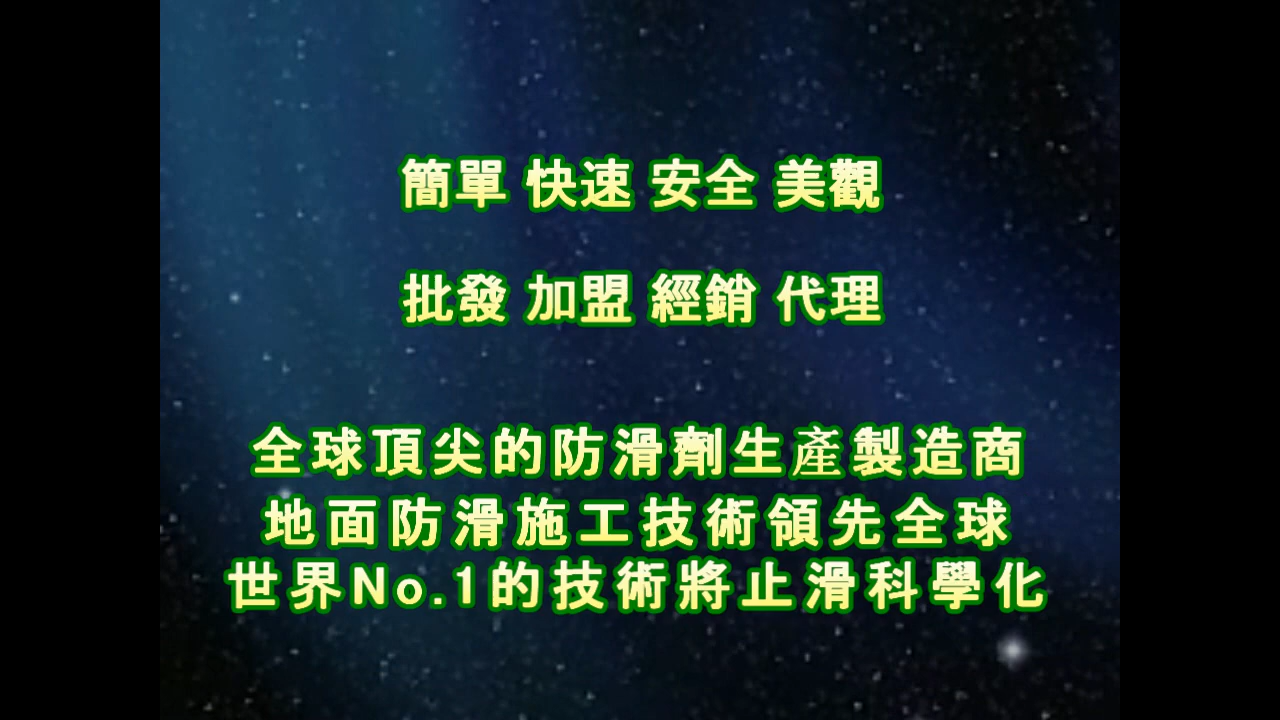 簡單 快速 安全 美觀
批發 加盟 經銷 代理
全球頂尖的防滑劑生產製造商
地面防滑施工技術領先全球
世界No.1的技術將止滑科學化